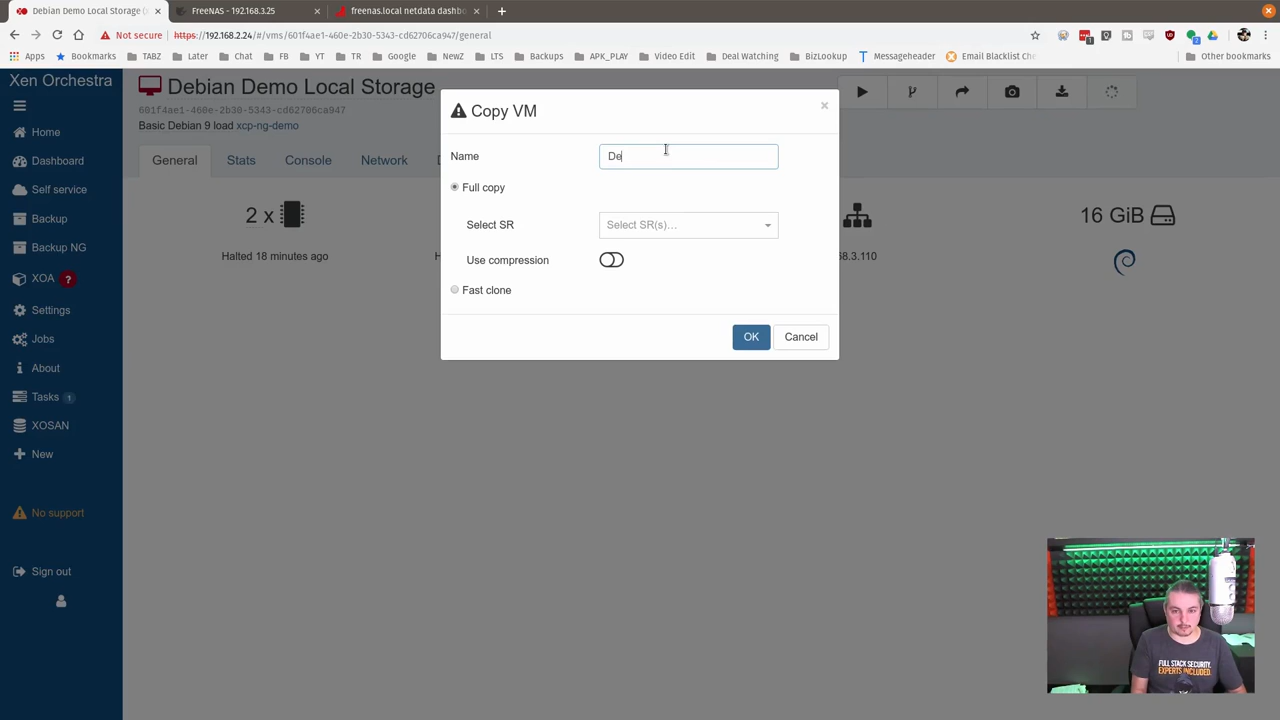 Debian Demo Local Storage (x
FreeNAS - 192.168.3.25
freenas.local netdata dashbo
Not secure
https://192.168.2.24/#/vms/601f4ae1-460e-2b30-5343-cd62706ca947/general
Apps
Bookmarks
TABZ
Later
Chat
FB
YT
TR
Google
NewZ
LTS
Backups
APK_PLAY
Video Edit
Deal Watching
BizLookup
Messageheader
Email Blacklist Che
Other bookmarks
Xen Orchestra
Home
Dashboard
Self service
Backup
Backup NG
XOA ?
Settings
Jobs
About
Tasks 1
XOSAN
New
No support
Sign out
Debian Demo Local Storage
601f4ae1-460e-2b30-5343-cd62706ca947
Basic Debian 9 load xcp-ng-demo
General
Stats
Console
Network
D
2 x
16 GiB
Halted 18 minutes ago
H
8.3.110
Copy VM
×
Name
De
Full copy
Select SR
Select SR(s)…
Use compression
Fast clone
OK
Cancel
FULL STACK SECURITY.
EXPERTS INCLUDED.